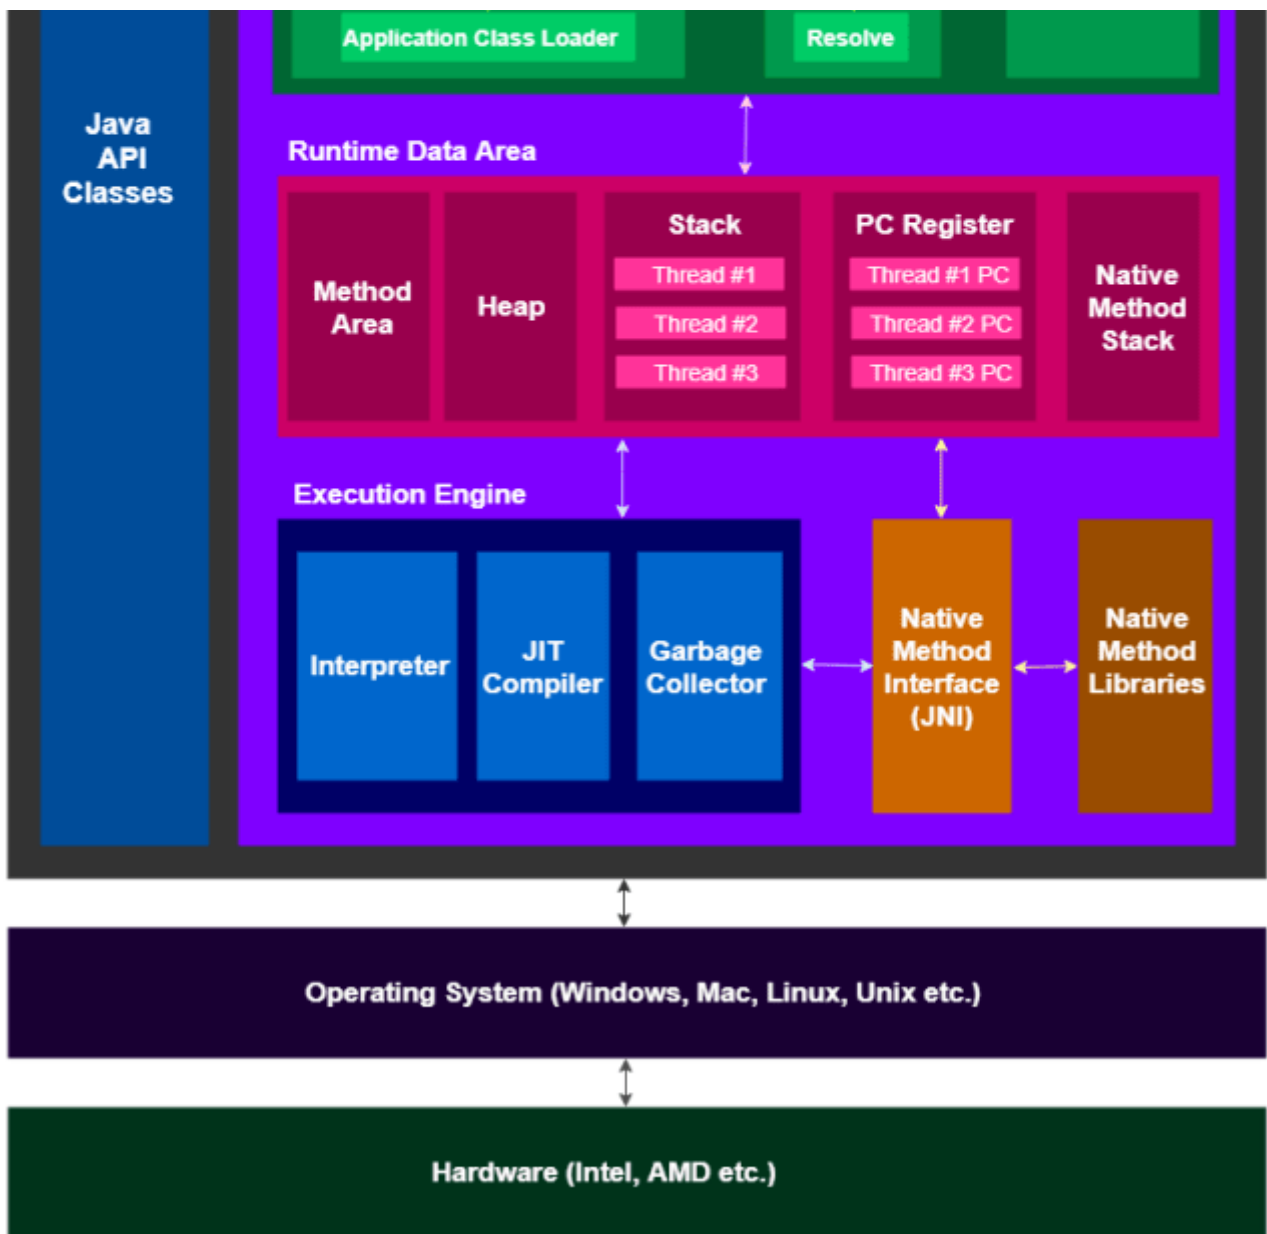 Application Class Loader
Resolve
Java
API
Classes
Runtime Data Area
Method
Area
Heap
Stack
Thread #1
Thread #2
Thread #3
PC Register
Thread #1 PC
Thread #2 PC
Thread #3 PC
Native
Method
Stack
Execution Engine
Interpreter
JIT
Compiler
Garbage
Collector
Native
Method
Interface
(JNI)
Native
Method
Libraries
Operating System (Windows, Mac, Linux, Unix etc.)
Hardware (Intel, AMD etc.)